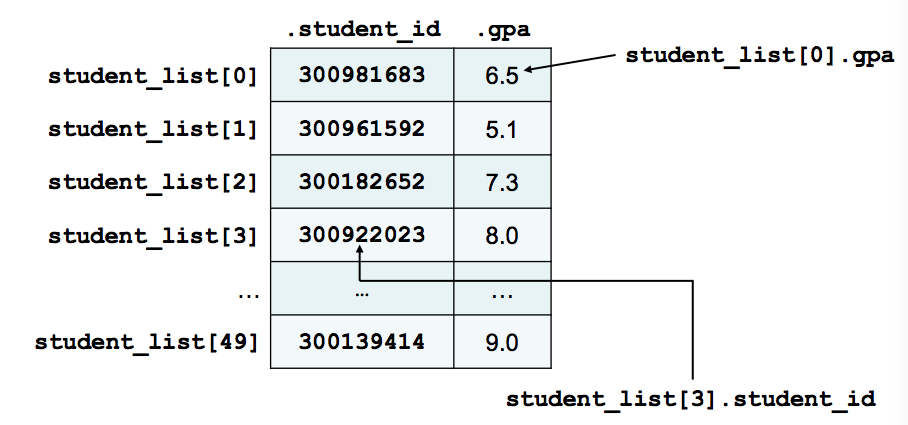 .student_id .gpa
student_list[0].gpa
student_list[0] 300981683 6.5
student_list[1] 300961592 5.1
student_list[2] 300182652 7.3
student_list[3] 300922023 8.0
... ... ...
student_list[49] 300139414 9.0
student_list[3].student_id